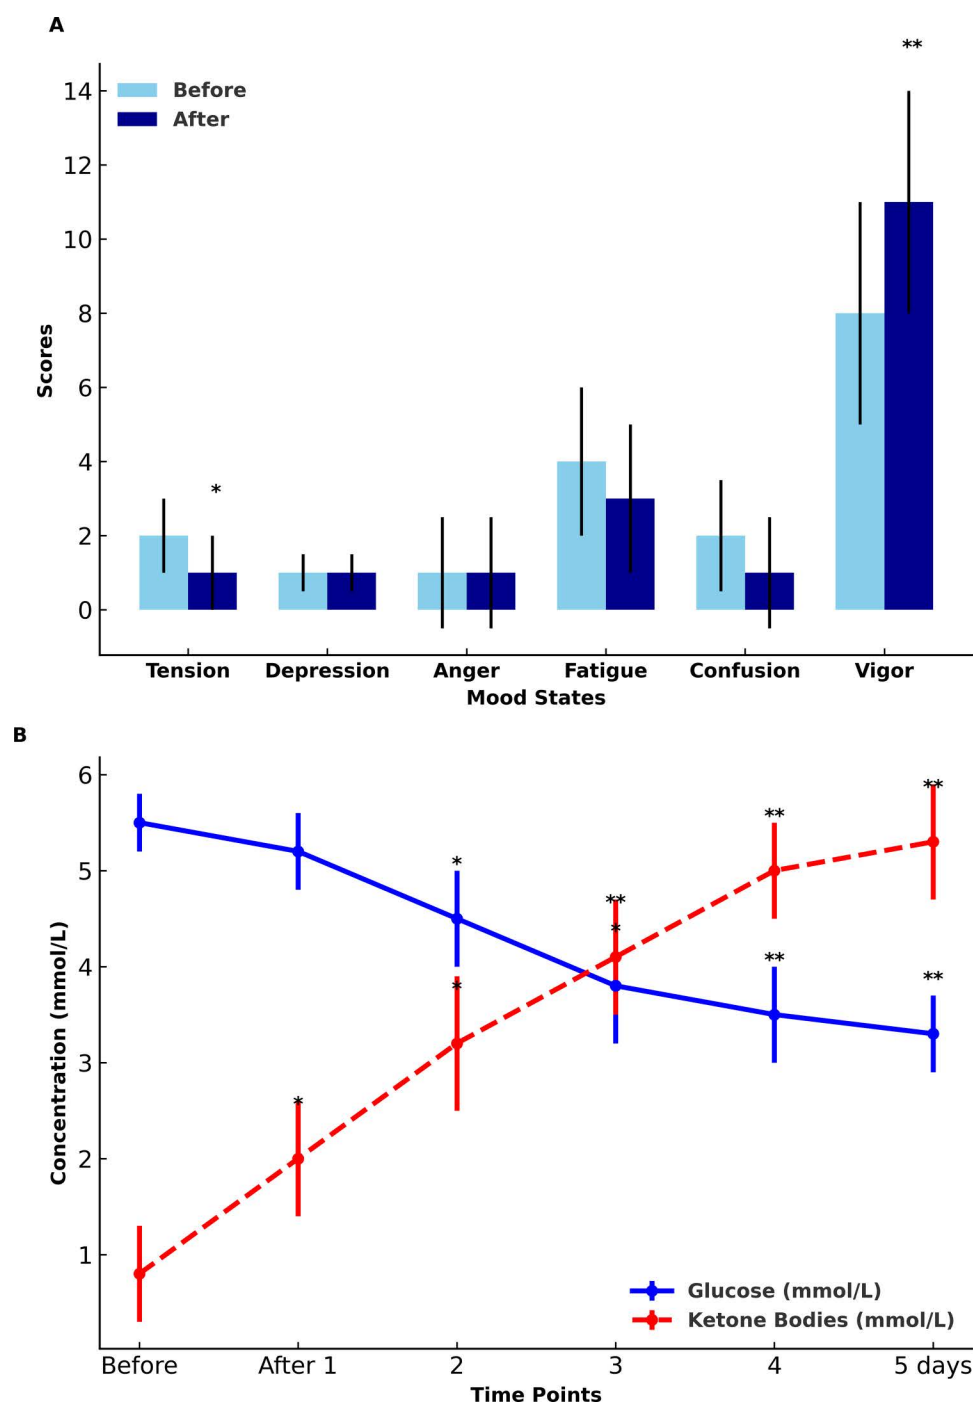 A
**
14
Before
After
12
10
8
Scores
6
4
*
2
0
Tension Depression Anger Fatigue Confusion Vigor
Mood States
B
6
** **
*
5
** *
** **
4
*
Concentration (mmol/L)
3
*
2
1
Glucose (mmol/L)
Ketone Bodies (mmol/L)
Before After 1 2 3 4 5 days
Time Points